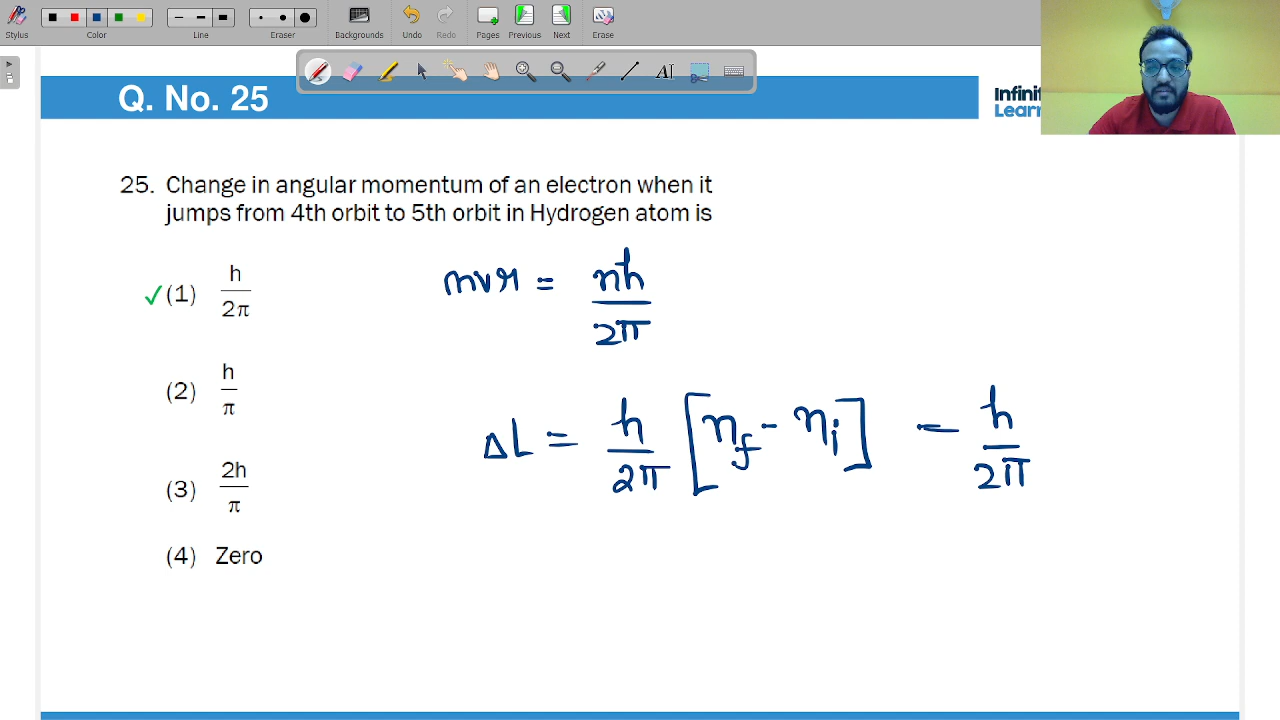 Stylus Color Line Eraser Backgrounds Undo Redo Pages Previous Next Erase
Q. No. 25
Infinit
Learn
25. Change in angular momentum of an electron when it
jumps from 4th orbit to 5th orbit in Hydrogen atom is
✓(1) h/2π
(2) h/π
(3) 2h/π
(4) Zero
mvr = nh/2π
ΔL = h/2π [nf - ni] = h/2π